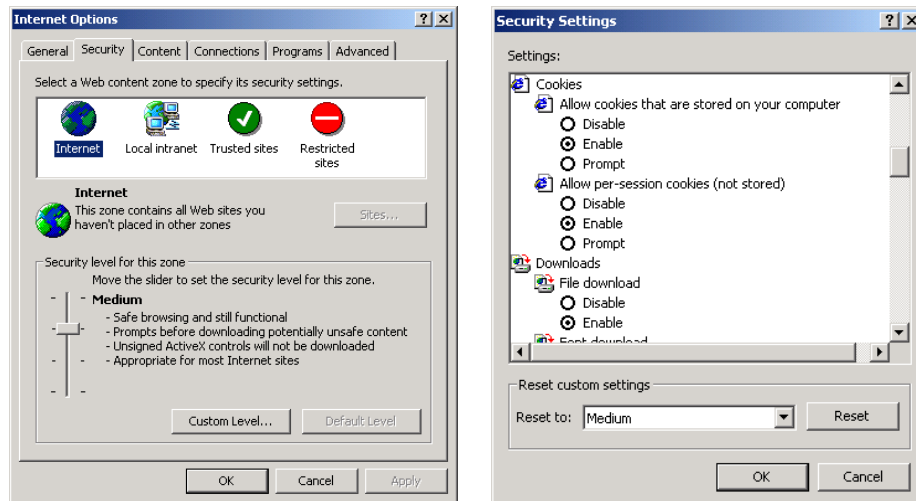 Internet Options
General Security Content Connections Programs Advanced
Select a Web content zone to specify its security settings.
Internet Local intranet Trusted sites Restricted
sites
Internet
This zone contains all Web sites you
haven't placed in other zones
Sites...
Security level for this zone
Move the slider to set the security level for this zone.
Medium
- Safe browsing and still functional
- Prompts before downloading potentially unsafe content
- Unsigned ActiveX controls will not be downloaded
- Appropriate for most Internet sites
Custom Level... Default Level
OK Cancel Apply
Security Settings
Settings:
Cookies
Allow cookies that are stored on your computer
Disable
Enable
Prompt
Allow per-session cookies (not stored)
Disable
Enable
Prompt
Downloads
File download
Disable
Enable
Font download
Reset custom settings
Reset to: Medium Reset
OK Cancel